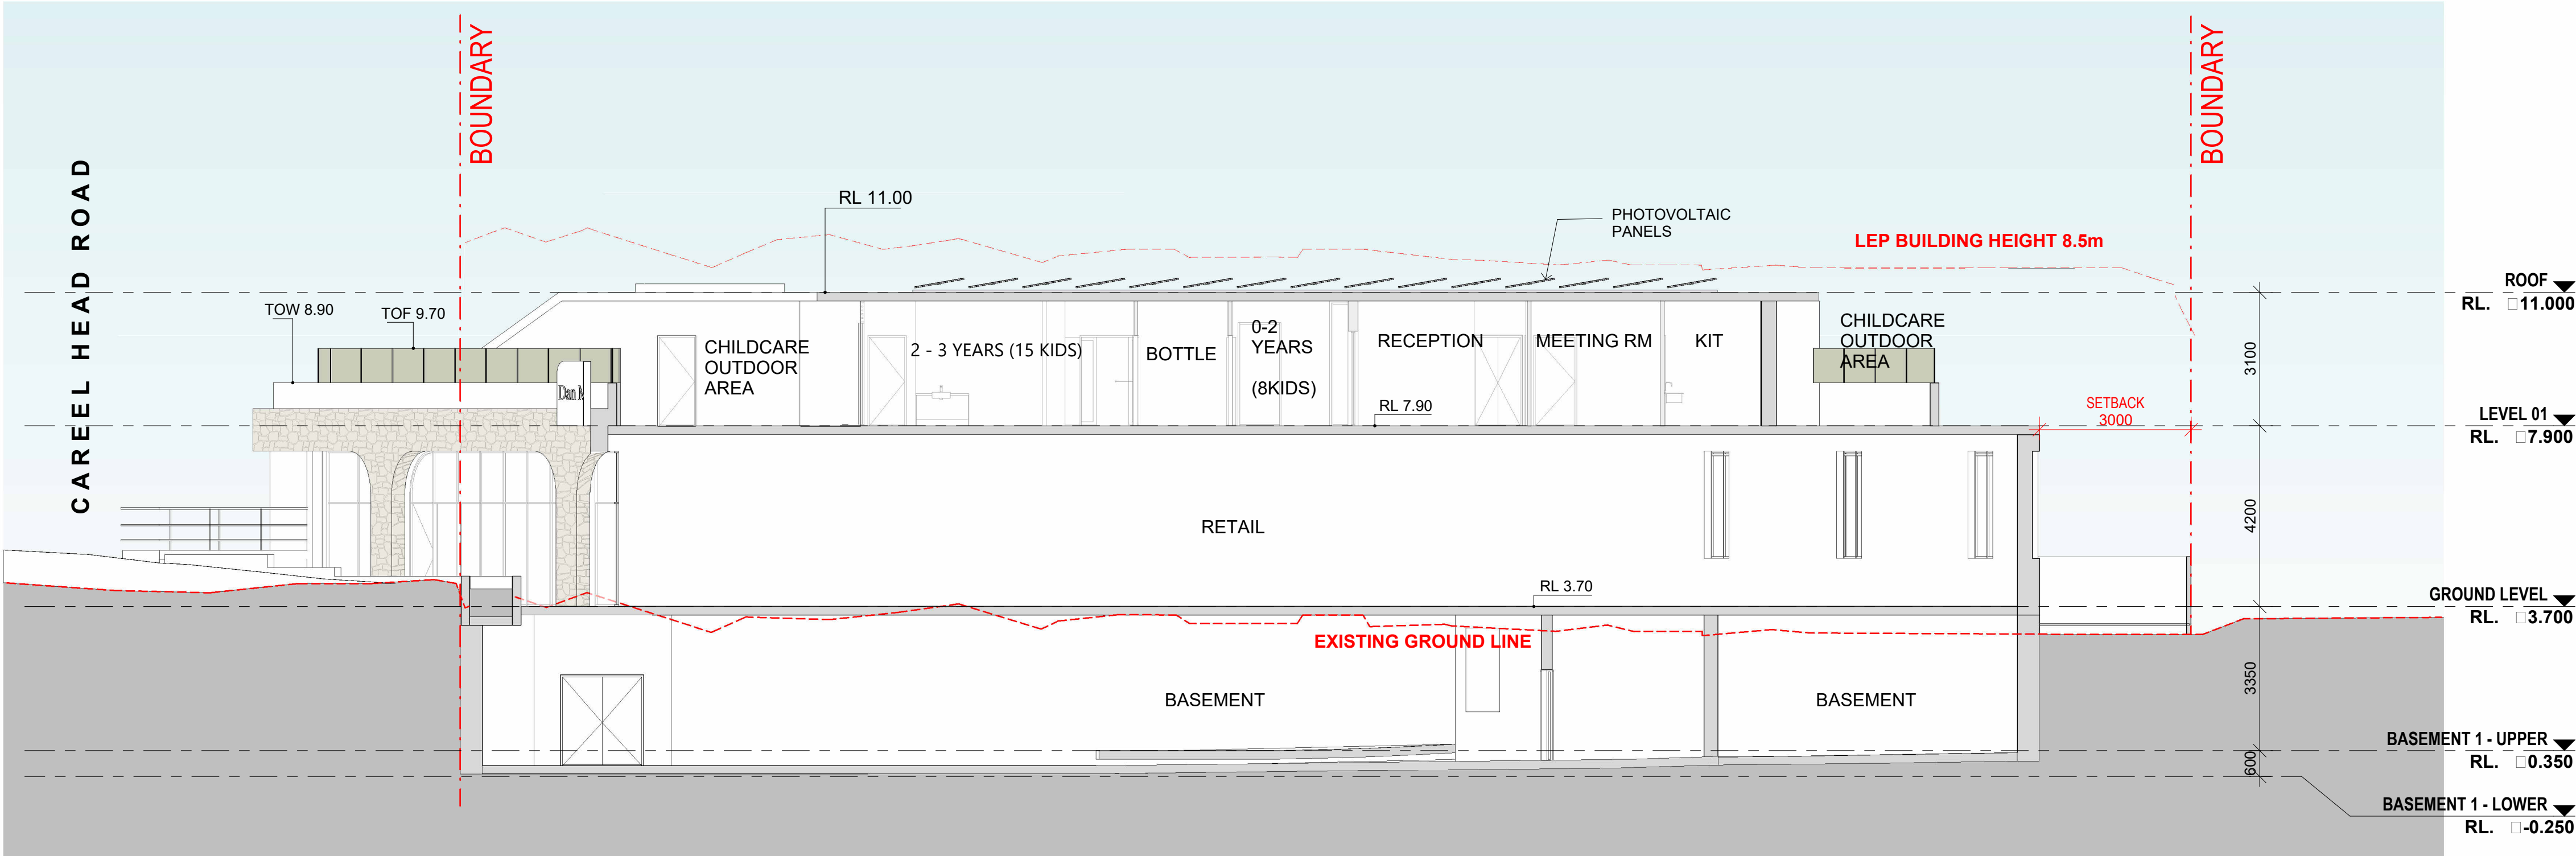 CAREEL HEAD ROAD
BOUNDARY
BOUNDARY
RL 11.00
PHOTOVOLTAIC
PANELS
LEP BUILDING HEIGHT 8.5m
ROOF
RL. □11.000
TOW 8.90
TOF 9.70
CHILDCARE
OUTDOOR
AREA
2 - 3 YEARS (15 KIDS)
BOTTLE
0-2
YEARS
(8KIDS)
RECEPTION
MEETING RM
KIT
CHILDCARE
OUTDOOR
AREA
3100
Dan
RL 7.90
SETBACK
3000
LEVEL 01
RL. □7.900
RETAIL
4200
RL 3.70
GROUND LEVEL
RL. □3.700
EXISTING GROUND LINE
BASEMENT
BASEMENT
3350
BASEMENT 1 - UPPER
RL. □0.350
600
BASEMENT 1 - LOWER
RL. □-0.250